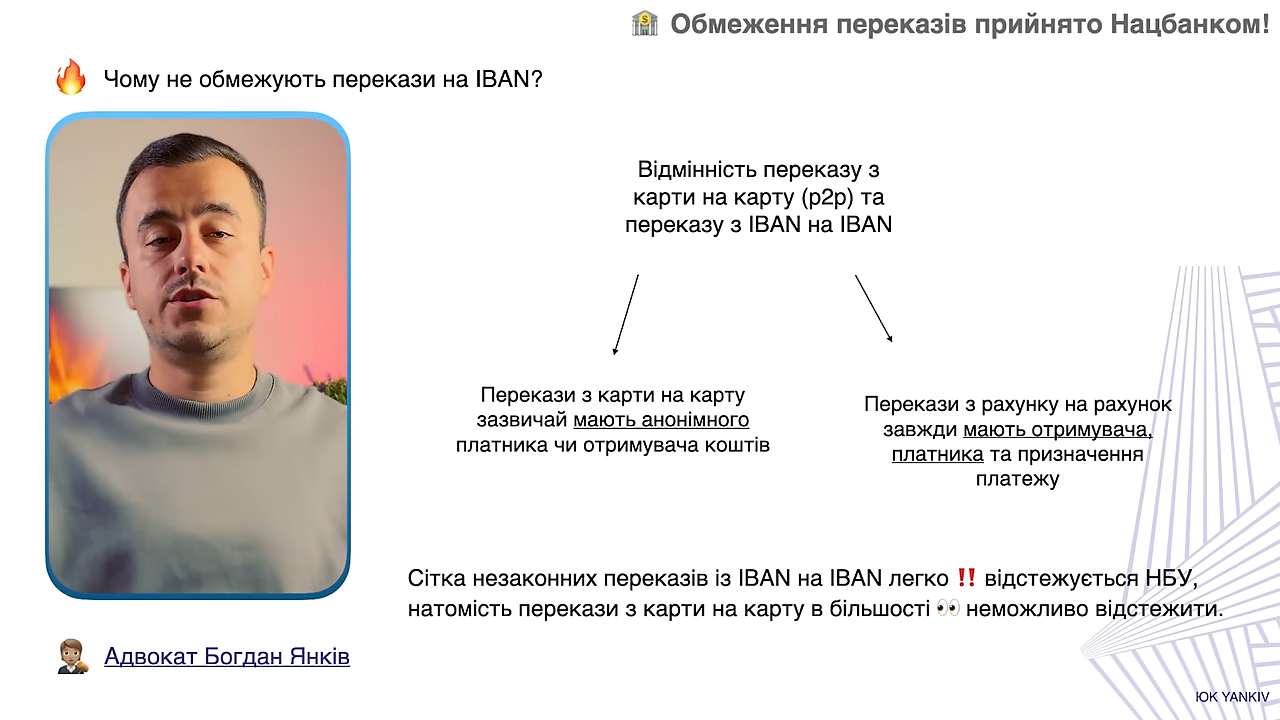 Обмеження переказів прийнято Нацбанком!
Чому не обмежують перекази на IBAN?
Відмінність переказу з
карти на карту (p2p) та
переказу з IBAN на IBAN
Перекази з карти на карту
зазвичай мають анонімного
платника чи отримувача коштів
Перекази з рахунку на рахунок
завжди мають отримувача,
платника та призначення
платежу
Сітка незаконних переказів із IBAN на IBAN легко ‼️ відстежується НБУ,
натомість перекази з карти на карту в більшості 👀 неможливо відстежити.
Адвокат Богдан Янків
ЮК YANKIV